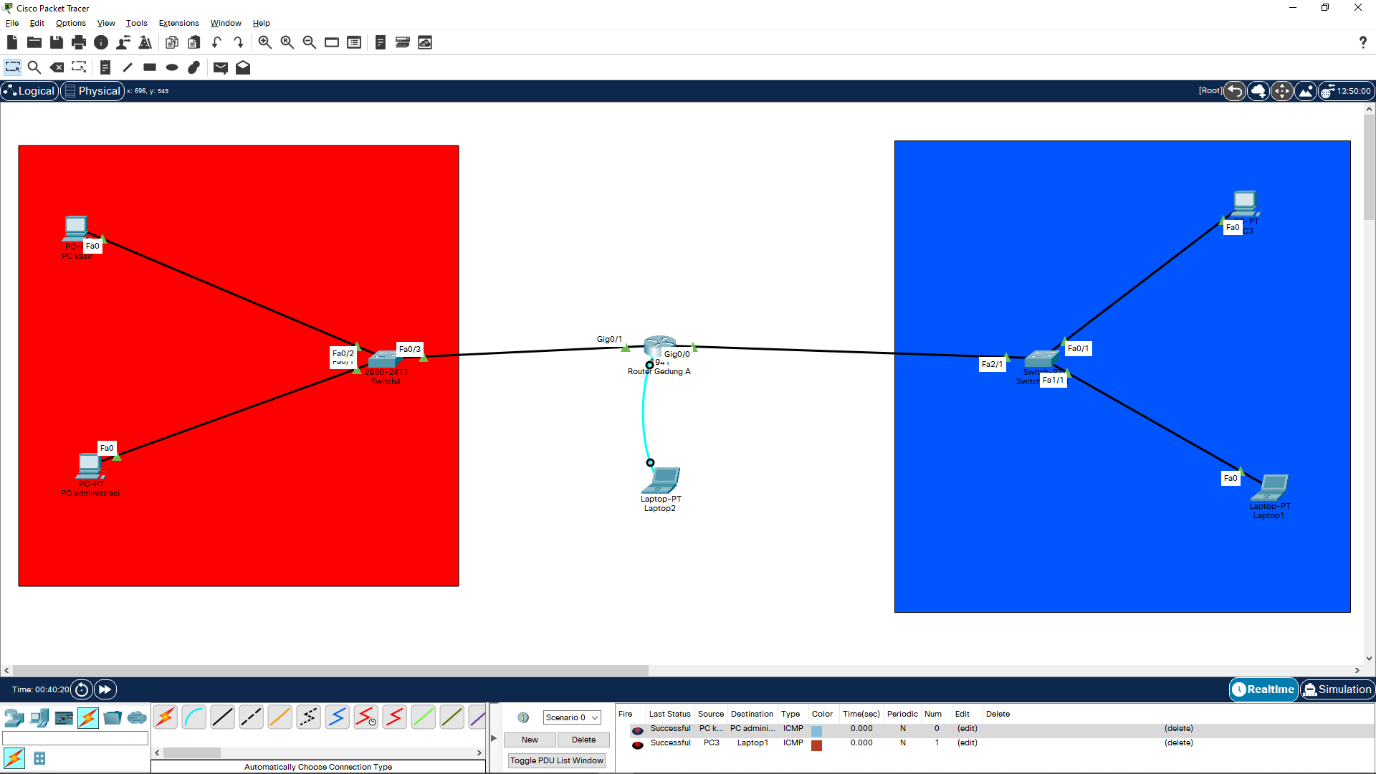 Cisco Packet Tracer
File Edit Options View Tools Extensions Window Help
?
Logical Physical x: 696, y: 545 [Root] 13:50:00
PC kasir
Fa0
Fa0
PC-PT
PC administrasi
Fa0/2
Fa0/3
2960-24TT
Switch4
Gig0/1
Gig0/0
Router Gedung A
Laptop-PT
Laptop2
Fa2/1
Fa0/1
Fa1/1
Fa0
Fa0
Laptop-PT
Laptop1
Time: 00:40:20 Realtime Simulation
Scenario 0
New Delete
Toggle PDU List Window
Automatically Choose Connection Type
Fire Last Status Source Destination Type Color Time(sec) Periodic Num Edit Delete
Successful PC k... PC admini... ICMP 0.000 N 0 (edit) (delete)
Successful PC3 Laptop1 ICMP 0.000 N 1 (edit) (delete)